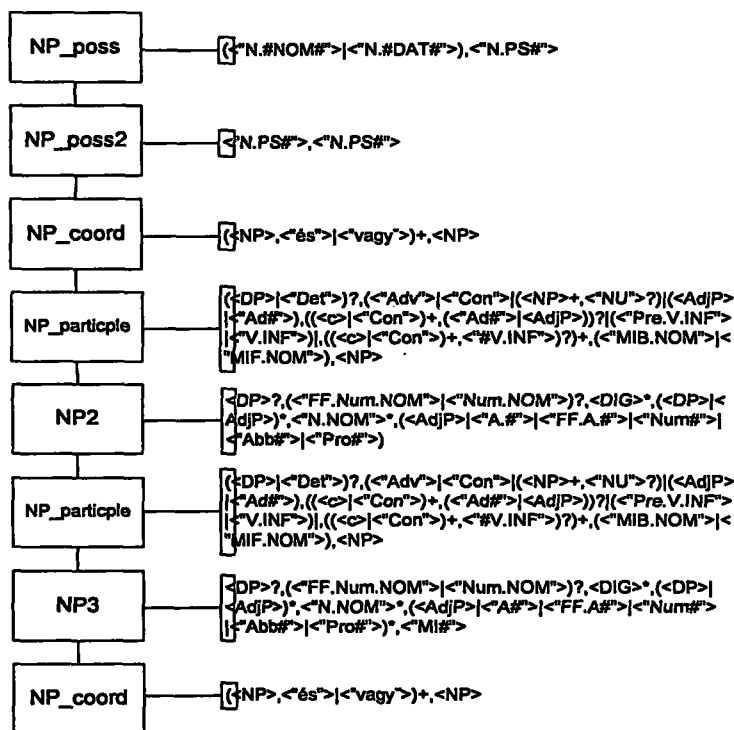 NP_poss
(<"N.#NOM#">|<"N.#DAT#">),<"N.PS#">
NP_poss2
<"N.PS#">,<"N.PS#">
NP_coord
(<NP>,<"és">|<"vagy">)+,<NP>
NP_particple
(<DP>|<"Det">)?,(<"Adv">|<"Con">|(<NP>+,<"NU">?)|(<AdjP>
|<"Ad#">),((<c>|<"Con">)+,(<"Ad#">|<AdjP>))?|(<"Pre.V.INF">
|<"V.INF">)|,((<c>|<"Con">)+,<"#V.INF">)?)+,(<"MIB.NOM">|<
"MIF.NOM">),<NP>
NP2
<DP>?,(<"FF.Num.NOM">|<"Num.NOM">)?,<DIG>*,(<DP>|<
AdjP>)*,<"N.NOM">*,(<AdjP>|<"A.#">|<"FF.A.#">|<"Num#">|
<"Abb#">|<"Pro#">)
NP_particple
(<DP>|<"Det">)?,(<"Adv">|<"Con">|(<NP>+,<"NU">?)|(<AdjP>
|<"Ad#">),((<c>|<"Con">)+,(<"Ad#">|<AdjP>))?|(<"Pre.V.INF">
|<"V.INF">)|,((<c>|<"Con">)+,<"#V.INF">)?)+,(<"MIB.NOM">|<
"MIF.NOM">),<NP>
NP3
<DP>?,(<"FF.Num.NOM">|<"Num.NOM">)?,<DIG>*,(<DP>|
<AdjP>)*,<"N.NOM">*,(<AdjP>|<"A#">|<"FF.A#">|<"Num#">
|<"Abb#">|<"Pro#">)*,<"MI#">
NP_coord
(<NP>,<"és">|<"vagy">)+,<NP>